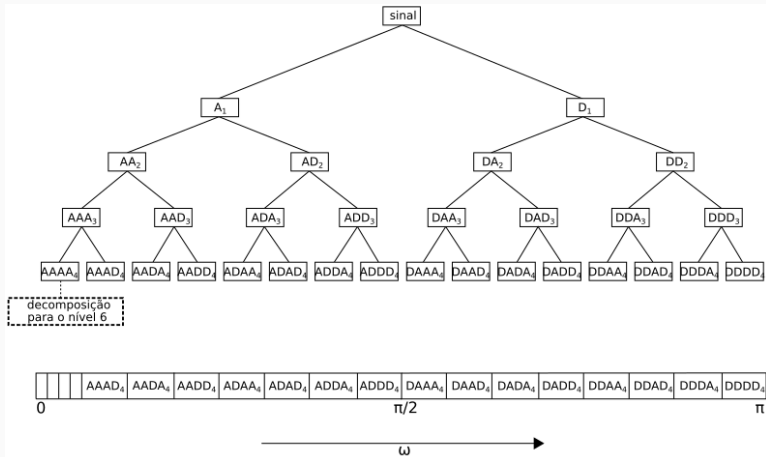 sinal
A₁ D₁
AA₂ AD₂ DA₂ DD₂
AAA₃ AAD₃ ADA₃ ADD₃ DAA₃ DAD₃ DDA₃ DDD₃
AAAA₄ AAAD₄ AADA₄ AADD₄ ADAA₄ ADAD₄ ADDA₄ ADDD₄ DAAA₄ DAAD₄ DADA₄ DADD₄ DDAA₄ DDAD₄ DDDA₄ DDDD₄
decomposição
para o nível 6
AAAD₄ AADA₄ AADD₄ ADAA₄ ADAD₄ ADDA₄ ADDD₄ DAAA₄ DAAD₄ DADA₄ DADD₄ DDAA₄ DDAD₄ DDDA₄ DDDD₄
0 π/2 π
ω